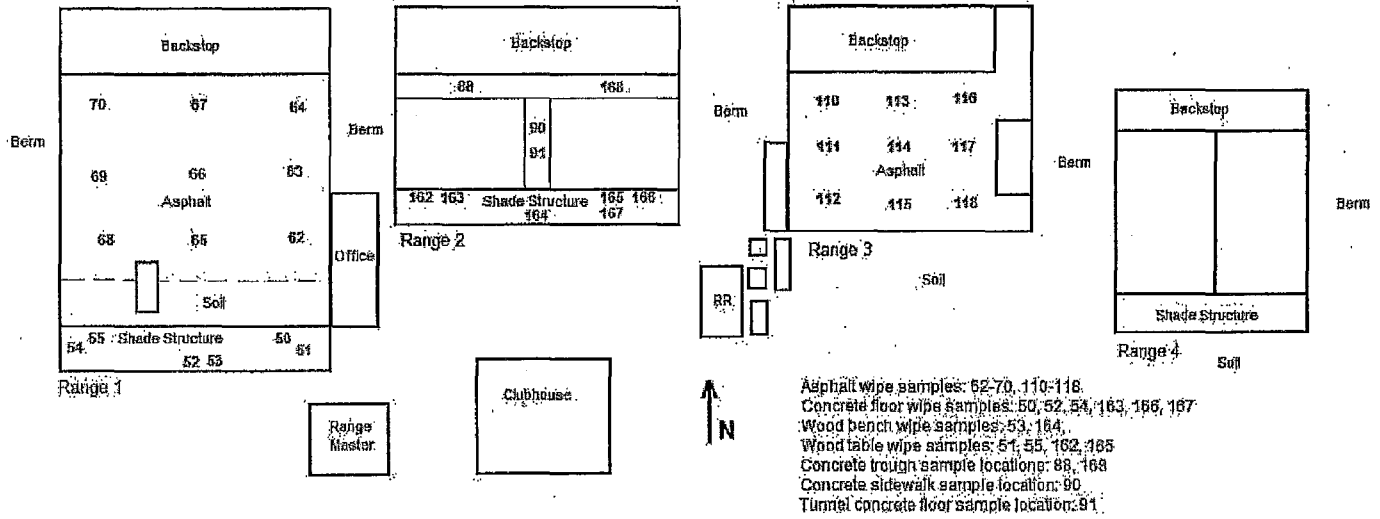 Backstop
70 67 64
69 66 63
Asphalt
68 65 62
Soil
55 Shade Structure 50
54 52 53 51
Range 1
Berm
Berm
Office
Backstop
88 168
90
91
162 163 Shade Structure 165 166
164 167
Range 2
Backstop
110 113 116
111 114 117
Asphalt
112 115 118
Range 3
Berm
Berm
RR
Soil
Backstop
Shade Structure
Range 4
Berm
Soil
Range
Master
Clubhouse
N
Asphalt wipe samples: 62-70, 110-118
Concrete floor wipe samples: 50, 52, 54, 163, 166, 167
Wood bench wipe samples: 53, 164
Wood table wipe samples: 51, 55, 162, 165
Concrete trough sample locations: 88, 168
Concrete sidewalk sample location: 90
Tunnel concrete floor sample location: 91